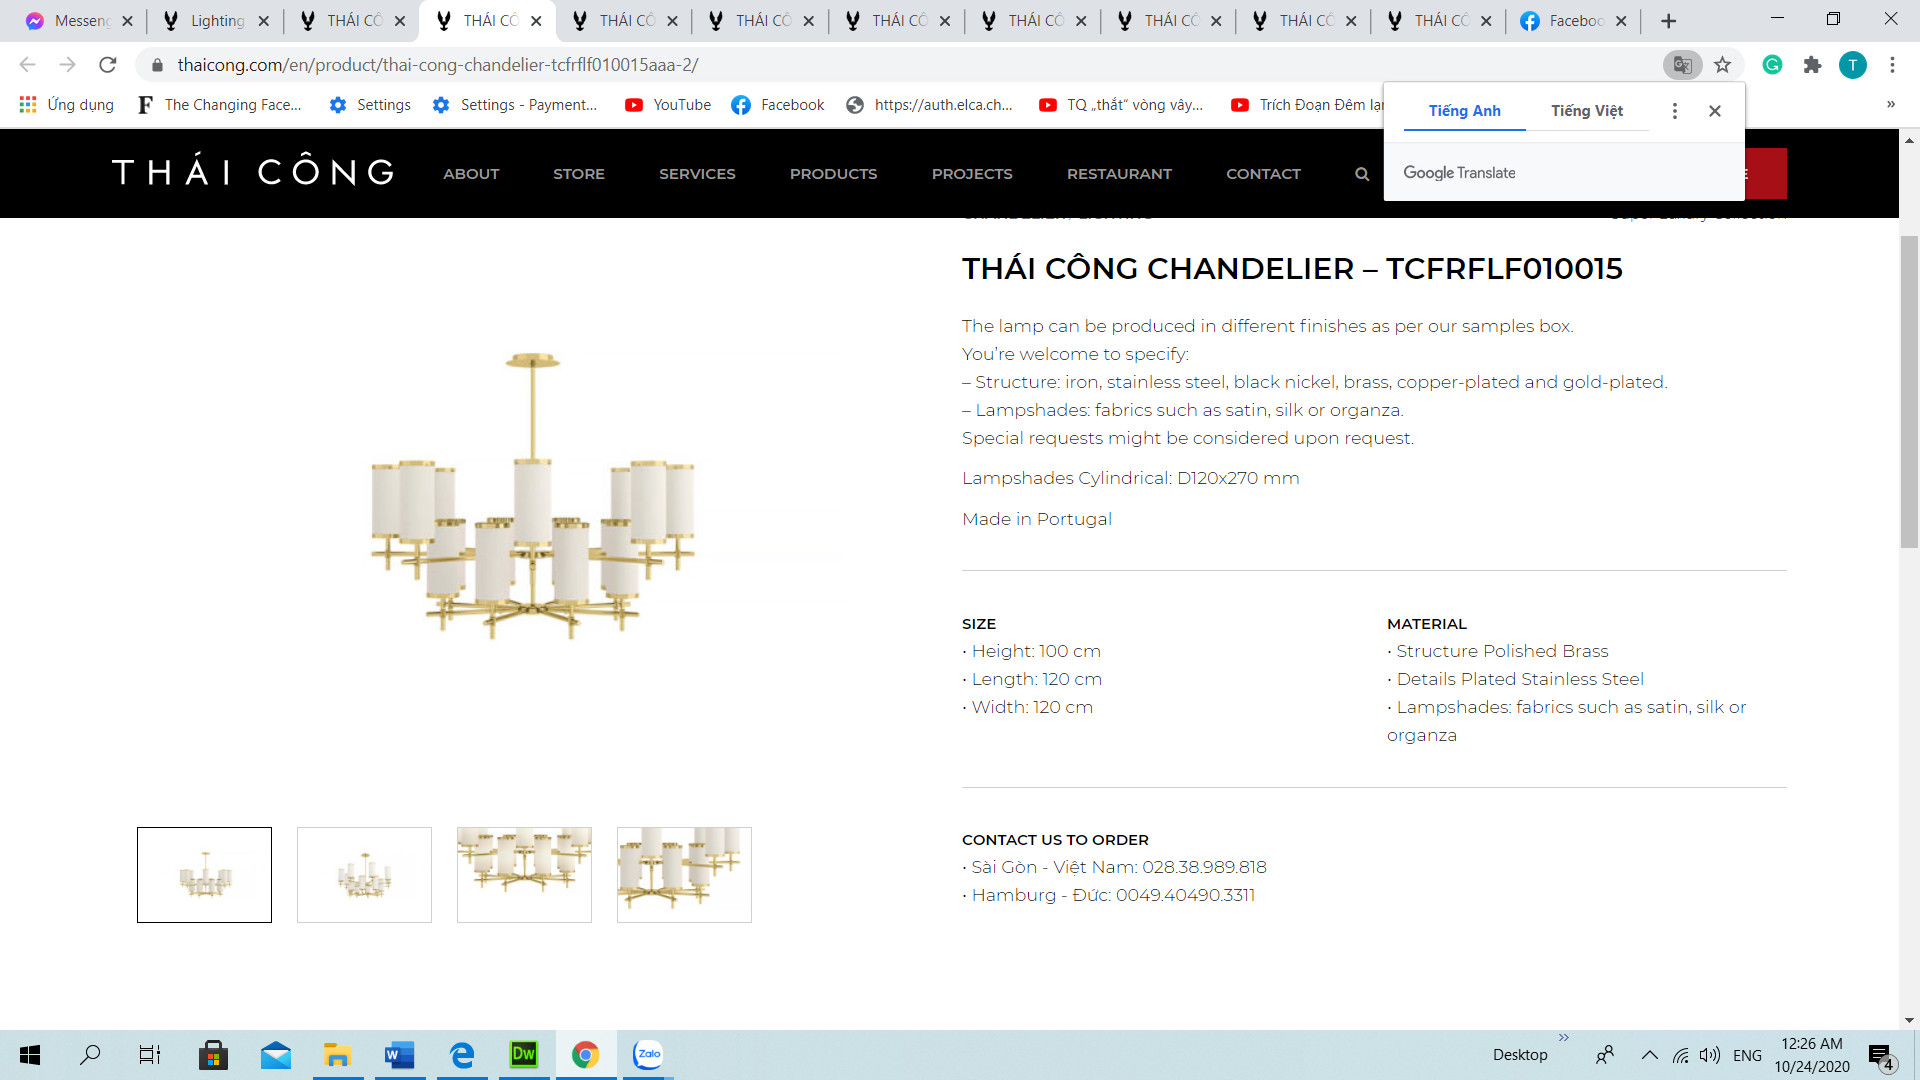 Messeng
Lighting
THÁI CÔ
THÁI CÔ
THÁI CÔ
THÁI CÔ
THÁI CÔ
THÁI CÔ
THÁI CÔ
THÁI CÔ
THÁI CÔ
Faceboo
thaicong.com/en/product/thai-cong-chandelier-tcfrflf010015aaa-2/
T
Ứng dụng
The Changing Face...
Settings
Settings - Payment...
YouTube
Facebook
https://auth.elca.ch...
TQ „thắt“ vòng vây...
Trích Đoạn Đêm lạn
»
Tiếng Anh
Tiếng Việt
Google Translate
THÁI CÔNG
ABOUT
STORE
SERVICES
PRODUCTS
PROJECTS
RESTAURANT
CONTACT
THÁI CÔNG CHANDELIER – TCFRFLF010015
The lamp can be produced in different finishes as per our samples box.
You’re welcome to specify:
– Structure: iron, stainless steel, black nickel, brass, copper-plated and gold-plated.
– Lampshades: fabrics such as satin, silk or organza.
Special requests might be considered upon request.
Lampshades Cylindrical: D120x270 mm
Made in Portugal
SIZE
• Height: 100 cm
• Length: 120 cm
• Width: 120 cm
MATERIAL
• Structure Polished Brass
• Details Plated Stainless Steel
• Lampshades: fabrics such as satin, silk or
organza
CONTACT US TO ORDER
• Sài Gòn - Việt Nam: 028.38.989.818
• Hamburg - Đức: 0049.40490.3311
Dw
Zalo
Desktop
»
ENG
12:26 AM
10/24/2020
4